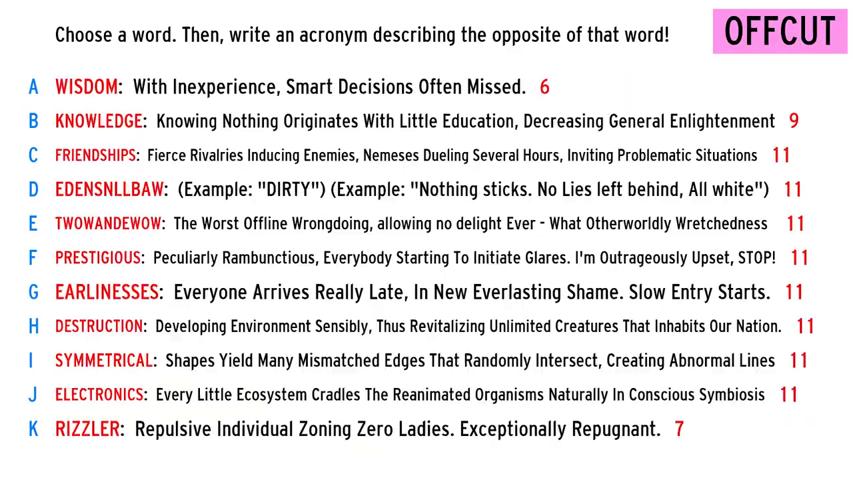 Choose a word. Then, write an acronym describing the opposite of that word!
OFFCUT
A WISDOM: With Inexperience, Smart Decisions Often Missed. 6
B KNOWLEDGE: Knowing Nothing Originates With Little Education, Decreasing General Enlightenment 9
C FRIENDSHIPS: Fierce Rivalries Inducing Enemies, Nemeses Dueling Several Hours, Inviting Problematic Situations 11
D EDENSNLLBAW: (Example: "DIRTY") (Example: "Nothing sticks. No Lies left behind, All white") 11
E TWOWANDEWOW: The Worst Offline Wrongdoing, allowing no delight Ever - What Otherworldly Wretchedness 11
F PRESTIGIOUS: Peculiarly Rambunctious, Everybody Starting To Initiate Glares. I'm Outrageously Upset, STOP! 11
G EARLINESSES: Everyone Arrives Really Late, In New Everlasting Shame. Slow Entry Starts. 11
H DESTRUCTION: Developing Environment Sensibly, Thus Revitalizing Unlimited Creatures That Inhabits Our Nation. 11
I SYMMETRICAL: Shapes Yield Many Mismatched Edges That Randomly Intersect, Creating Abnormal Lines 11
J ELECTRONICS: Every Little Ecosystem Cradles The Reanimated Organisms Naturally In Conscious Symbiosis 11
K RIZZLER: Repulsive Individual Zoning Zero Ladies. Exceptionally Repugnant. 7